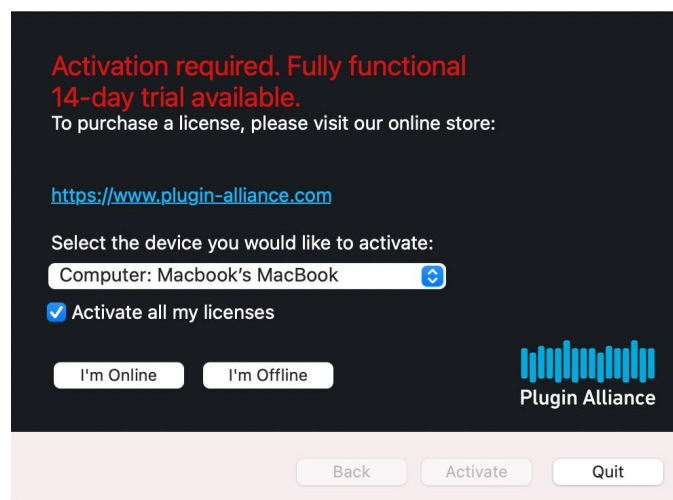 Activation required. Fully functional
14-day trial available.
To purchase a license, please visit our online store:
https://www.plugin-alliance.com
Select the device you would like to activate:
Computer: Macbook's MacBook
Activate all my licenses
I'm Online
I'm Offline
Plugin Alliance
Back
Activate
Quit